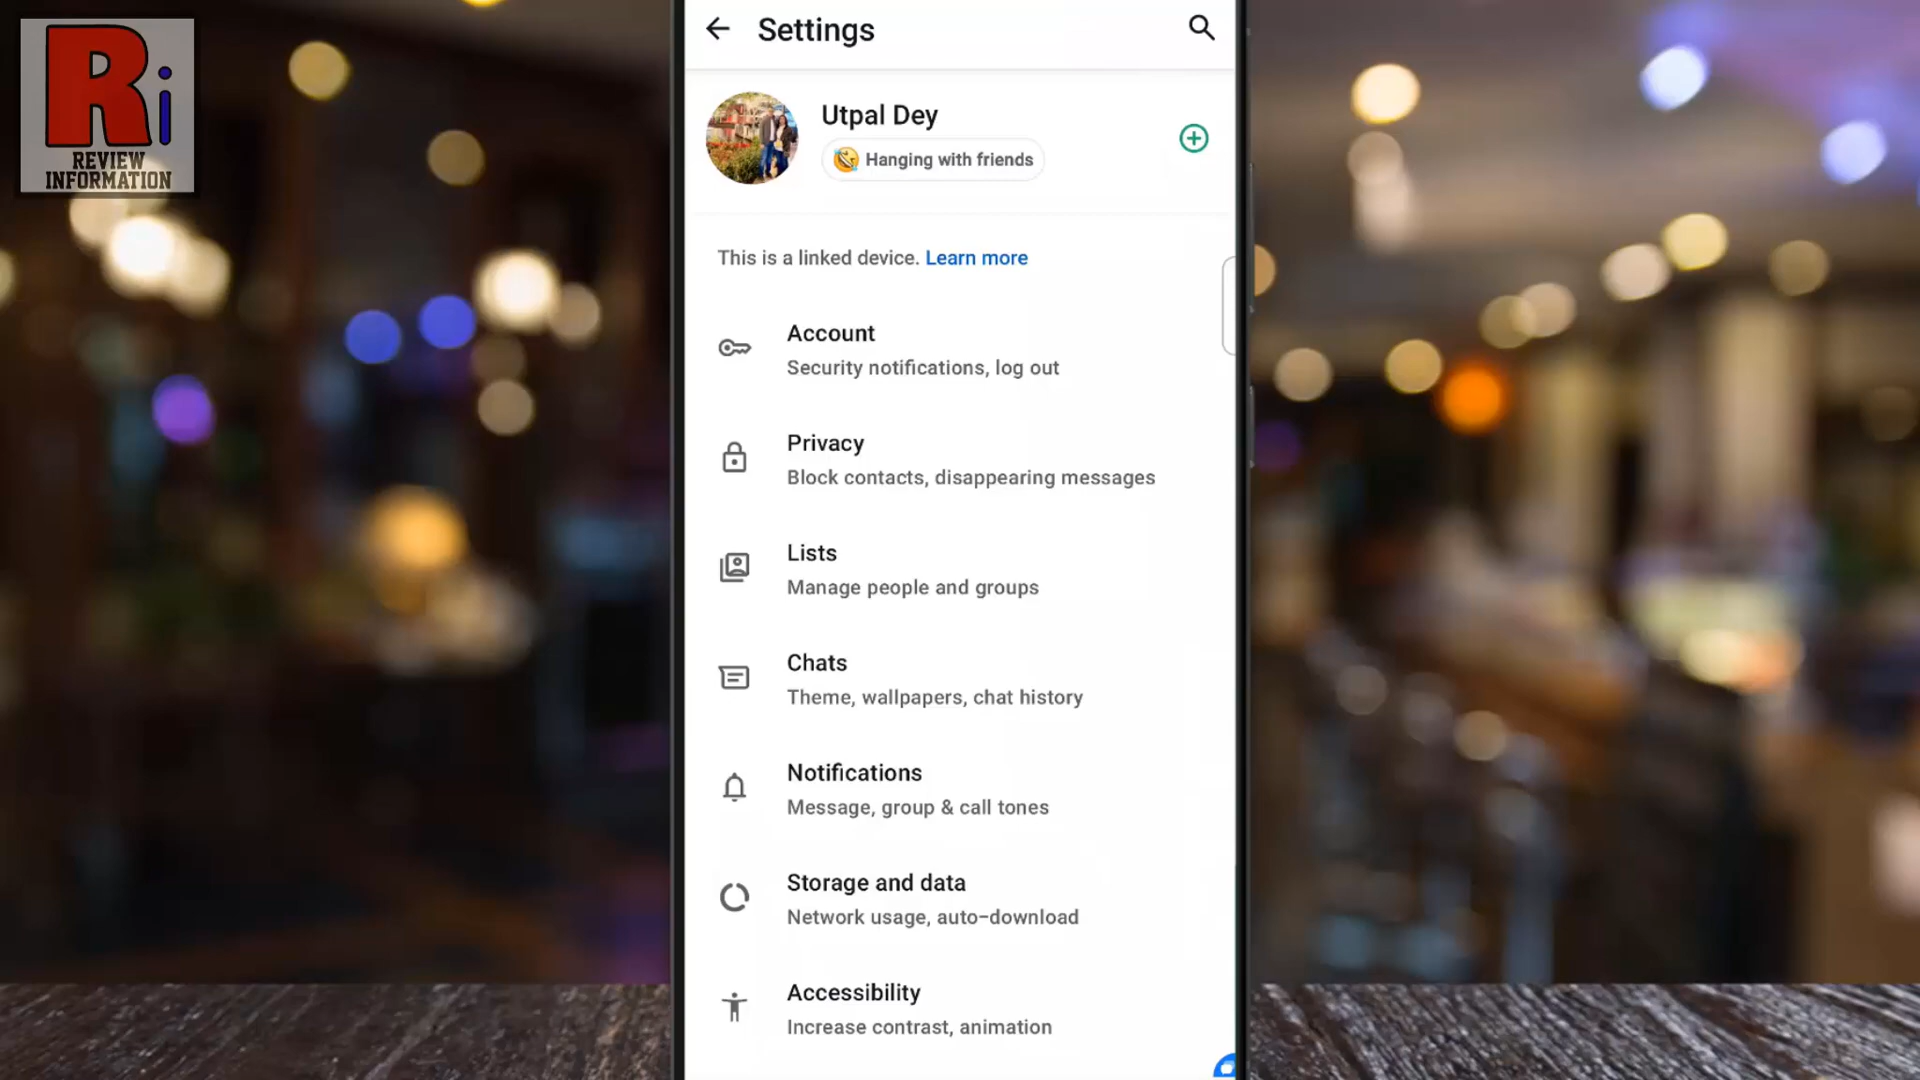 Ri
REVIEW
INFORMATION
Settings
Utpal Dey
🤣 Hanging with friends
This is a linked device. Learn more
Account
Security notifications, log out
Privacy
Block contacts, disappearing messages
Lists
Manage people and groups
Chats
Theme, wallpapers, chat history
Notifications
Message, group & call tones
Storage and data
Network usage, auto-download
Accessibility
Increase contrast, animation